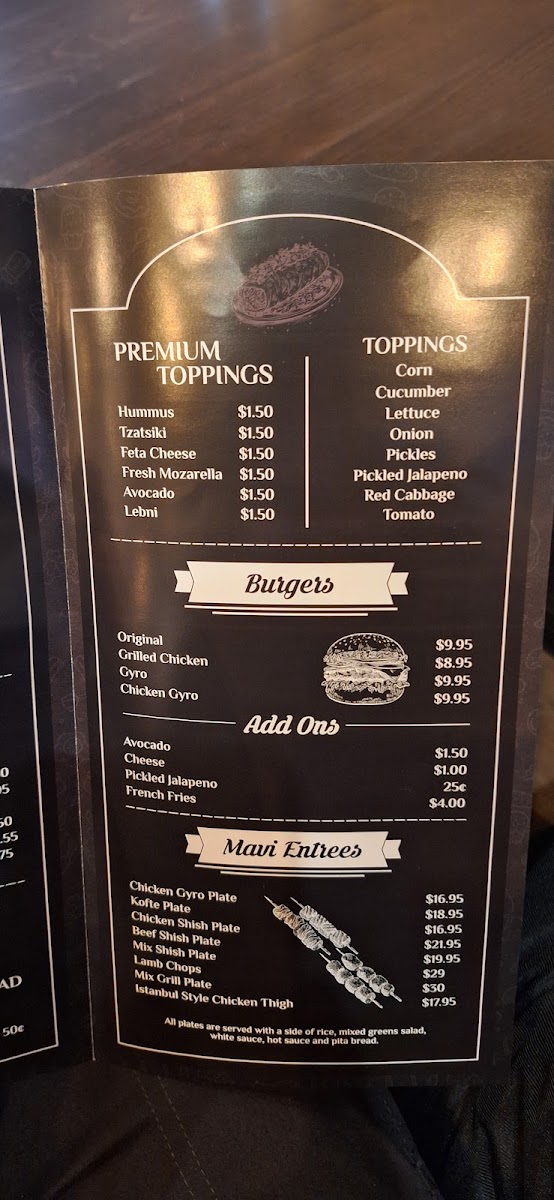 PREMIUM
TOPPINGS
Hummus $1.50
Tzatsiki $1.50
Feta Cheese $1.50
Fresh Mozarella $1.50
Avocado $1.50
Lebni $1.50
TOPPINGS
Corn
Cucumber
Lettuce
Onion
Pickles
Pickled Jalapeno
Red Cabbage
Tomato
Burgers
Original $9.95
Grilled Chicken $8.95
Gyro $9.95
Chicken Gyro $9.95
Add Ons
Avocado $1.50
Cheese $1.00
Pickled Jalapeno 25¢
French Fries $4.00
Mavi Entrees
Chicken Gyro Plate $16.95
Kofte Plate $18.95
Chicken Shish Plate $16.95
Beef Shish Plate $21.95
Mix Shish Plate $19.95
Lamb Chops $29
Mix Grill Plate $30
Istanbul Style Chicken Thigh $17.95
All plates are served with a side of rice, mixed greens salad,
white sauce, hot sauce and pita bread.
50¢